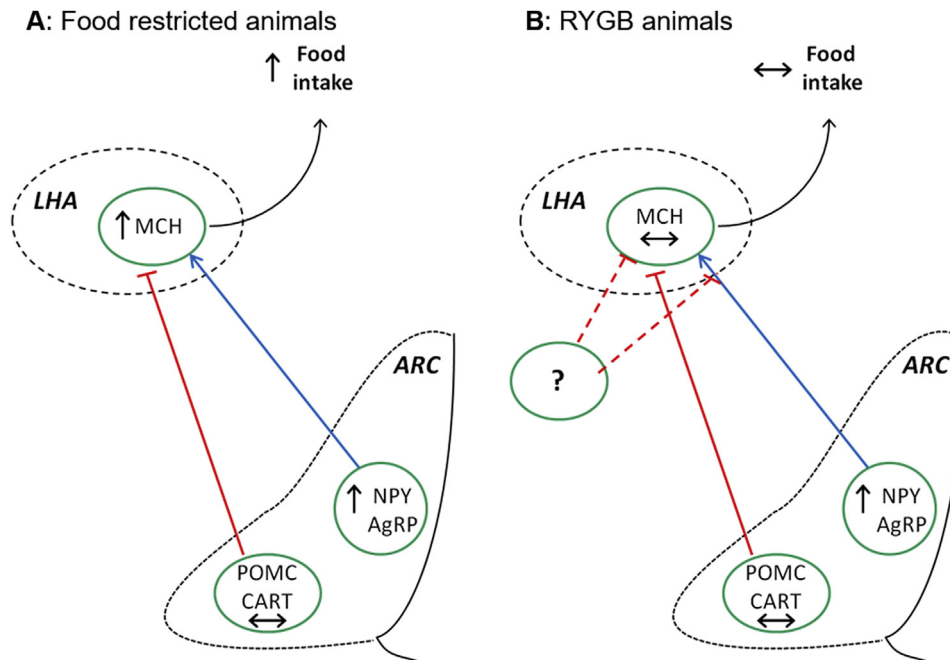 A: Food restricted animals
↑ Food
intake
LHA
↑ MCH
ARC
↑ NPY
AgRP
POMC
CART
↔
B: RYGB animals
↔ Food
intake
LHA
MCH
↔
?
ARC
↑ NPY
AgRP
POMC
CART
↔